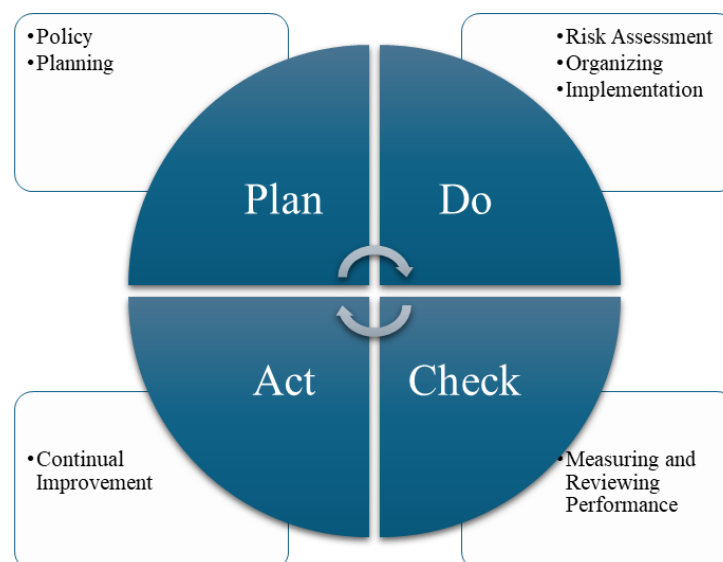 •Policy
•Planning
•Risk Assessment
•Organizing
•Implementation
Plan
Do
Act
Check
•Continual
Improvement
•Measuring and
Reviewing
Performance